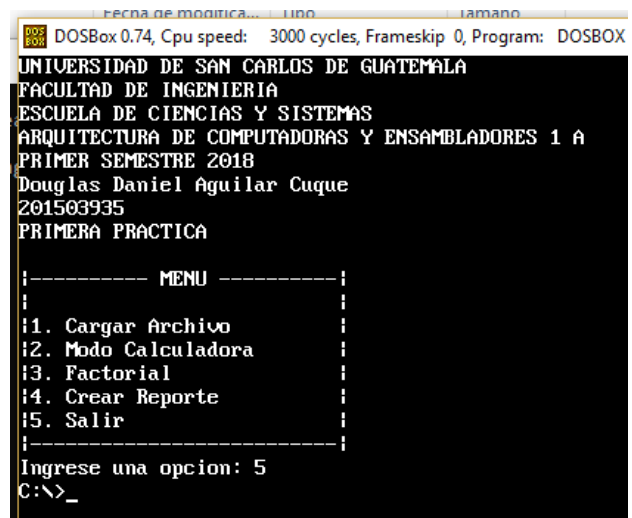 Fecha de modifica... Tipo Tamaño
DOS BOX DOSBox 0.74, Cpu speed: 3000 cycles, Frameskip 0, Program: DOSBOX
UNIVERSIDAD DE SAN CARLOS DE GUATEMALA
FACULTAD DE INGENIERIA
ESCUELA DE CIENCIAS Y SISTEMAS
ARQUITECTURA DE COMPUTADORAS Y ENSAMBLADORES 1 A
PRIMER SEMESTRE 2018
Douglas Daniel Aguilar Cuque
201503935
PRIMERA PRACTICA
|---------- MENU ----------|
| |
|1. Cargar Archivo |
|2. Modo Calculadora |
|3. Factorial |
|4. Crear Reporte |
|5. Salir |
|--------------------------|
Ingrese una opcion: 5
C:\>_